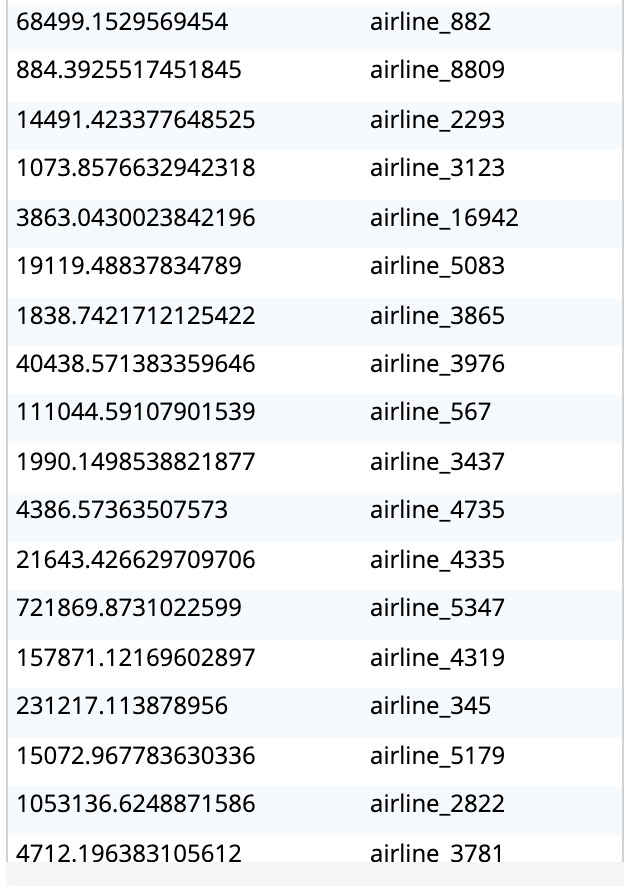 68499.1529569454 airline_882
884.3925517451845 airline_8809
14491.423377648525 airline_2293
1073.8576632942318 airline_3123
3863.0430023842196 airline_16942
19119.48837834789 airline_5083
1838.7421712125422 airline_3865
40438.571383359646 airline_3976
111044.59107901539 airline_567
1990.1498538821877 airline_3437
4386.57363507573 airline_4735
21643.426629709706 airline_4335
721869.8731022599 airline_5347
157871.12169602897 airline_4319
231217.113878956 airline_345
15072.967783630336 airline_5179
1053136.6248871586 airline_2822
4712.196383105612 airline_3781